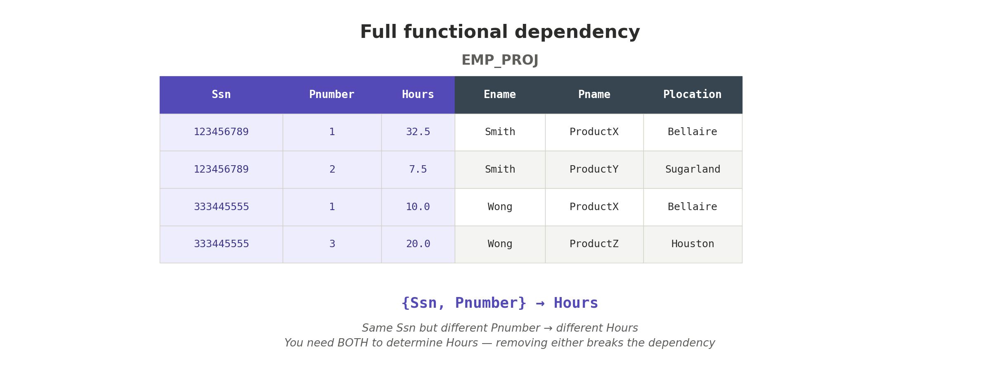 Full functional dependency
EMP_PROJ
Ssn Pnumber Hours Ename Pname Plocation
123456789 1 32.5 Smith ProductX Bellaire
123456789 2 7.5 Smith ProductY Sugarland
333445555 1 10.0 Wong ProductX Bellaire
333445555 3 20.0 Wong ProductZ Houston
{Ssn, Pnumber} → Hours
Same Ssn but different Pnumber → different Hours
You need BOTH to determine Hours — removing either breaks the dependency